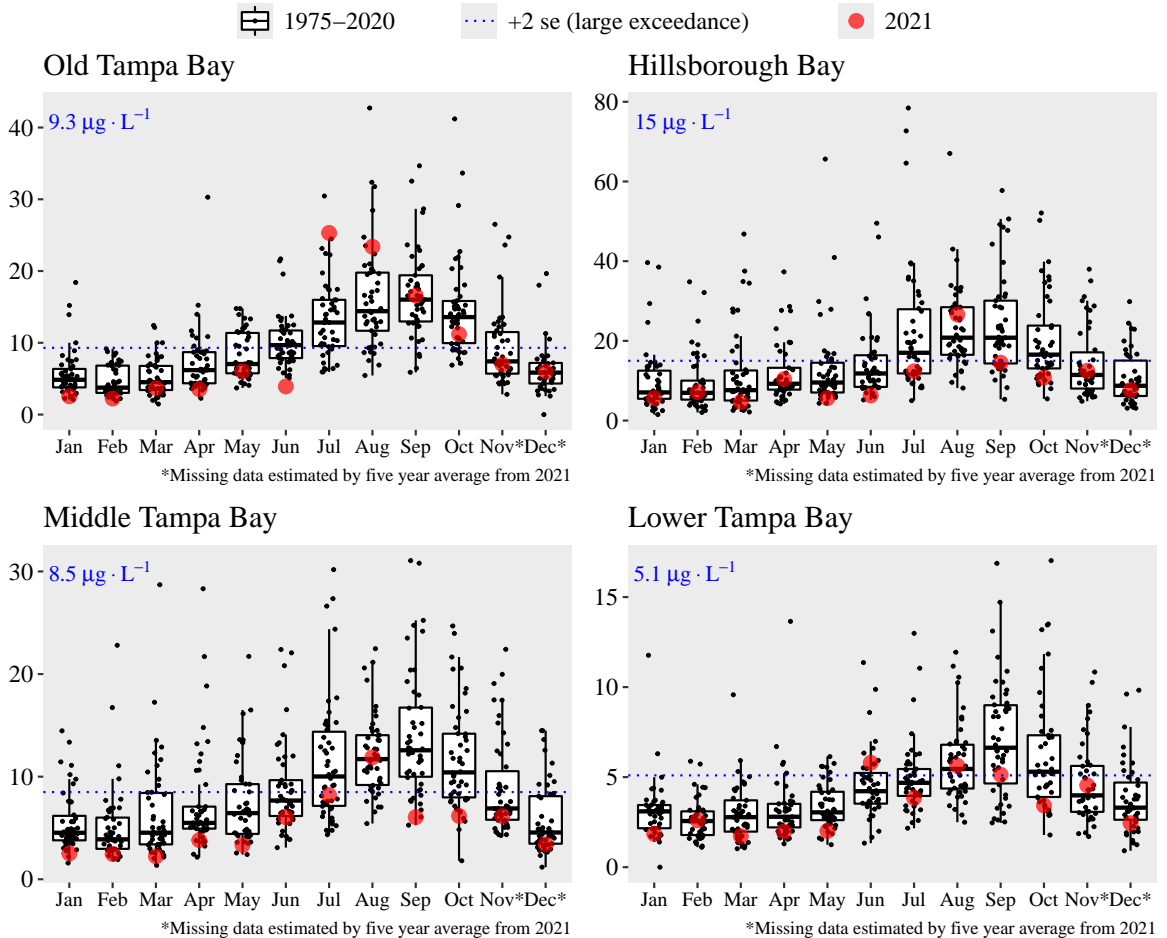 1975−2020 +2 se (large exceedance) 2021
Old Tampa Bay
9.3 μg · L⁻¹
40
30
20
10
0
Jan Feb Mar Apr May Jun Jul Aug Sep Oct Nov* Dec*
*Missing data estimated by five year average from 2021
Hillsborough Bay
15 μg · L⁻¹
80
60
40
20
0
Jan Feb Mar Apr May Jun Jul Aug Sep Oct Nov* Dec*
*Missing data estimated by five year average from 2021
Middle Tampa Bay
8.5 μg · L⁻¹
30
20
10
0
Jan Feb Mar Apr May Jun Jul Aug Sep Oct Nov* Dec*
*Missing data estimated by five year average from 2021
Lower Tampa Bay
5.1 μg · L⁻¹
15
10
5
0
Jan Feb Mar Apr May Jun Jul Aug Sep Oct Nov* Dec*
*Missing data estimated by five year average from 2021